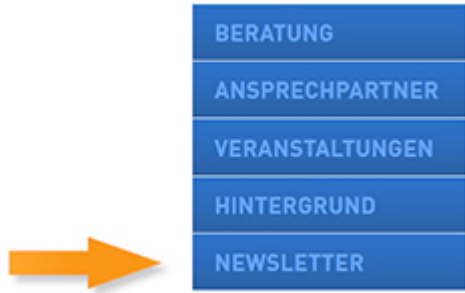 BERATUNG
ANSPRECHPARTNER
VERANSTALTUNGEN
HINTERGRUND
NEWSLETTER